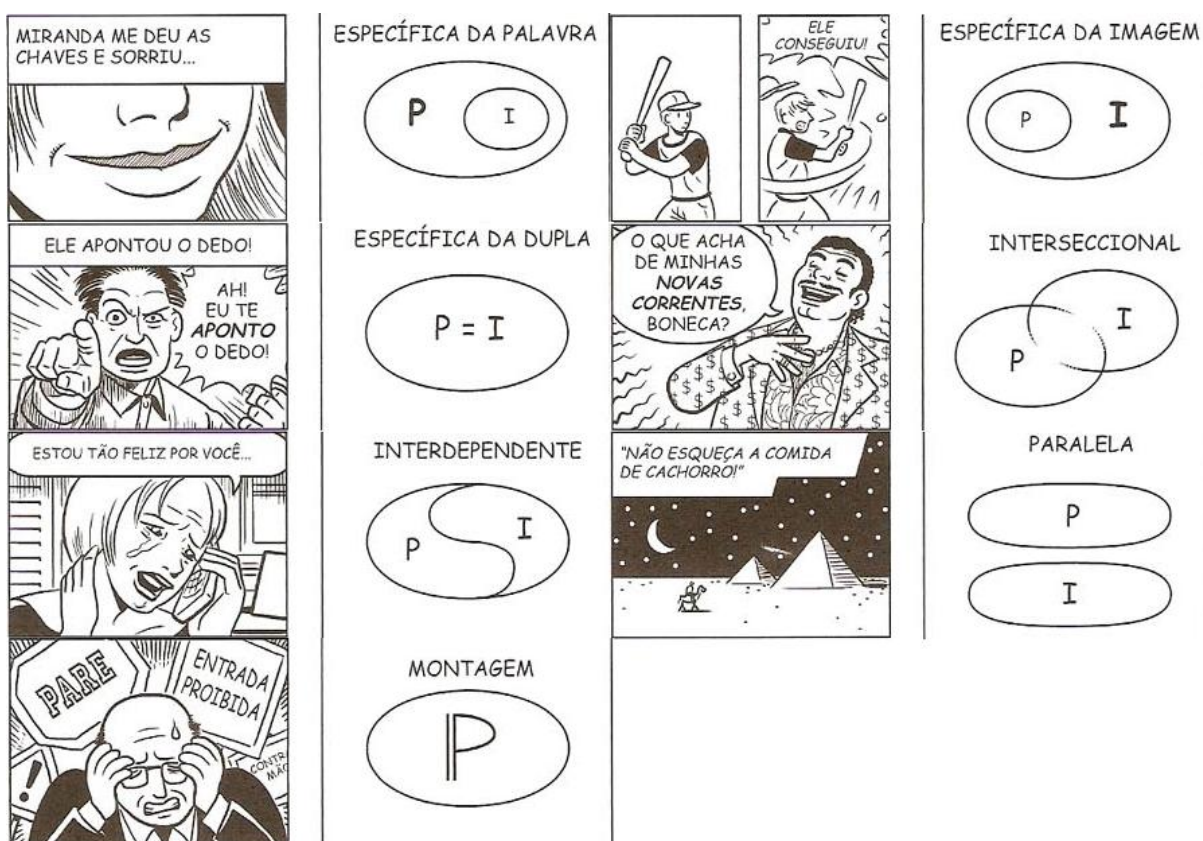 MIRANDA ME DEU AS
CHAVES E SORRIU...
ESPECÍFICA DA PALAVRA
P
I
ELE
CONSEGUIU!
ESPECÍFICA DA IMAGEM
P
I
ELE APONTOU O DEDO!
AH!
EU TE
APONTO
O DEDO!
ESPECÍFICA DA DUPLA
P = I
O QUE ACHA
DE MINHAS
NOVAS
CORRENTES,
BONECA?
INTERSECCIONAL
P
I
ESTOU TÃO FELIZ POR VOCÊ...
INTERDEPENDENTE
P
I
"NÃO ESQUEÇA A COMIDA
DE CACHORRO!"
PARALELA
P
I
PARE
ENTRADA
PROIBIDA
!
CONTRA
MÃO
MONTAGEM
P